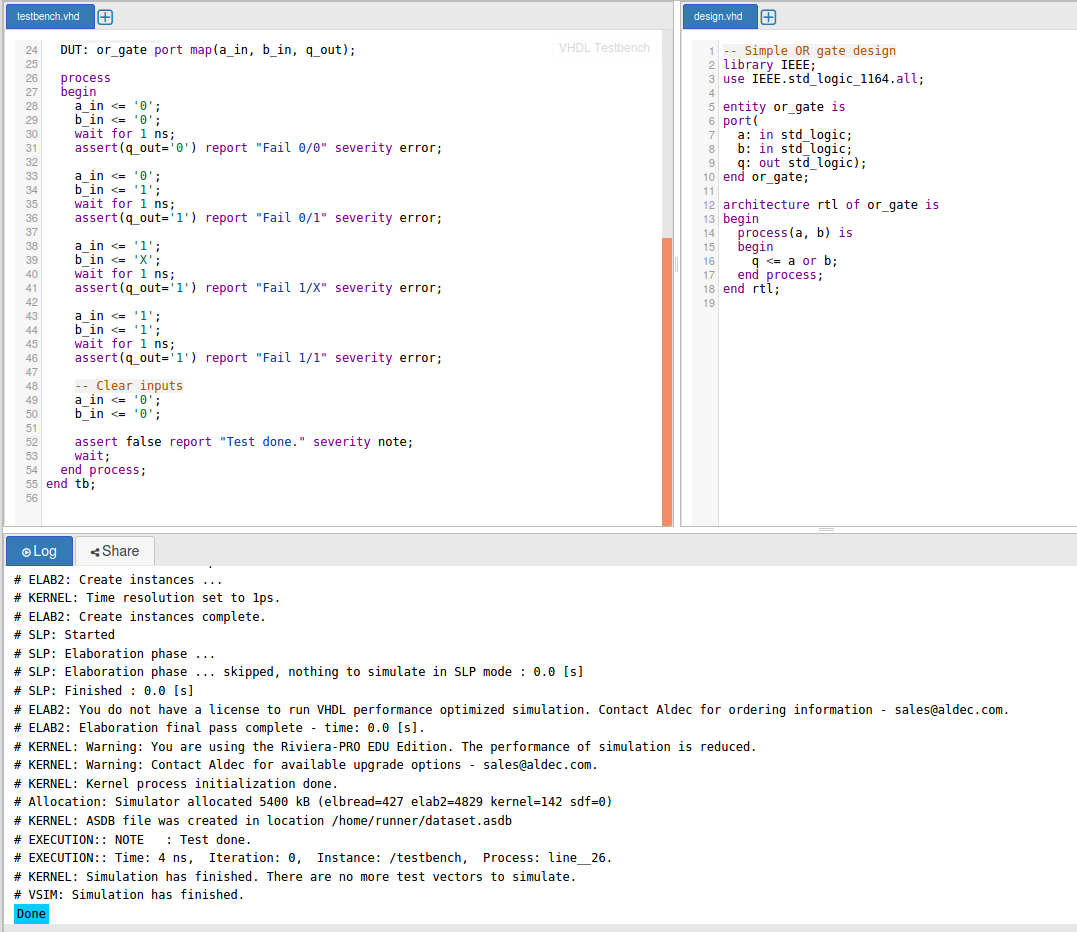 testbench.vhd
VHDL Testbench
24 DUT: or_gate port map(a_in, b_in, q_out);
25
26 process
27 begin
28 a_in <= '0';
29 b_in <= '0';
30 wait for 1 ns;
31 assert(q_out='0') report "Fail 0/0" severity error;
32
33 a_in <= '0';
34 b_in <= '1';
35 wait for 1 ns;
36 assert(q_out='1') report "Fail 0/1" severity error;
37
38 a_in <= '1';
39 b_in <= 'X';
40 wait for 1 ns;
41 assert(q_out='1') report "Fail 1/X" severity error;
42
43 a_in <= '1';
44 b_in <= '1';
45 wait for 1 ns;
46 assert(q_out='1') report "Fail 1/1" severity error;
47
48 -- Clear inputs
49 a_in <= '0';
50 b_in <= '0';
51
52 assert false report "Test done." severity note;
53 wait;
54 end process;
55 end tb;
56
design.vhd
1 -- Simple OR gate design
2 library IEEE;
3 use IEEE.std_logic_1164.all;
4
5 entity or_gate is
6 port(
7 a: in std_logic;
8 b: in std_logic;
9 q: out std_logic);
10 end or_gate;
11
12 architecture rtl of or_gate is
13 begin
14 process(a, b) is
15 begin
16 q <= a or b;
17 end process;
18 end rtl;
19
Log
Share
# ELAB2: Create instances ...
# KERNEL: Time resolution set to 1ps.
# ELAB2: Create instances complete.
# SLP: Started
# SLP: Elaboration phase ...
# SLP: Elaboration phase ... skipped, nothing to simulate in SLP mode : 0.0 [s]
# SLP: Finished : 0.0 [s]
# ELAB2: You do not have a license to run VHDL performance optimized simulation. Contact Aldec for ordering information - sales@aldec.com.
# ELAB2: Elaboration final pass complete - time: 0.0 [s].
# KERNEL: Warning: You are using the Riviera-PRO EDU Edition. The performance of simulation is reduced.
# KERNEL: Warning: Contact Aldec for available upgrade options - sales@aldec.com.
# KERNEL: Kernel process initialization done.
# Allocation: Simulator allocated 5400 kB (elbread=427 elab2=4829 kernel=142 sdf=0)
# KERNEL: ASDB file was created in location /home/runner/dataset.asdb
# EXECUTION:: NOTE   : Test done.
# EXECUTION:: Time: 4 ns,  Iteration: 0,  Instance: /testbench,  Process: line__26.
# KERNEL: Simulation has finished. There are no more test vectors to simulate.
# VSIM: Simulation has finished.
Done